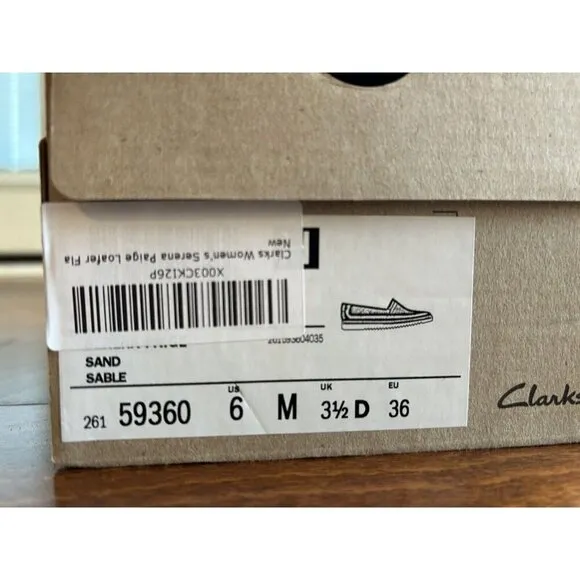 Clarks Women's Serena Paige Loafer Fla
New
X003CKI26P
201593604035
SAND
SABLE
US UK EU
261 59360 6 M 3½ D 36
Clarks